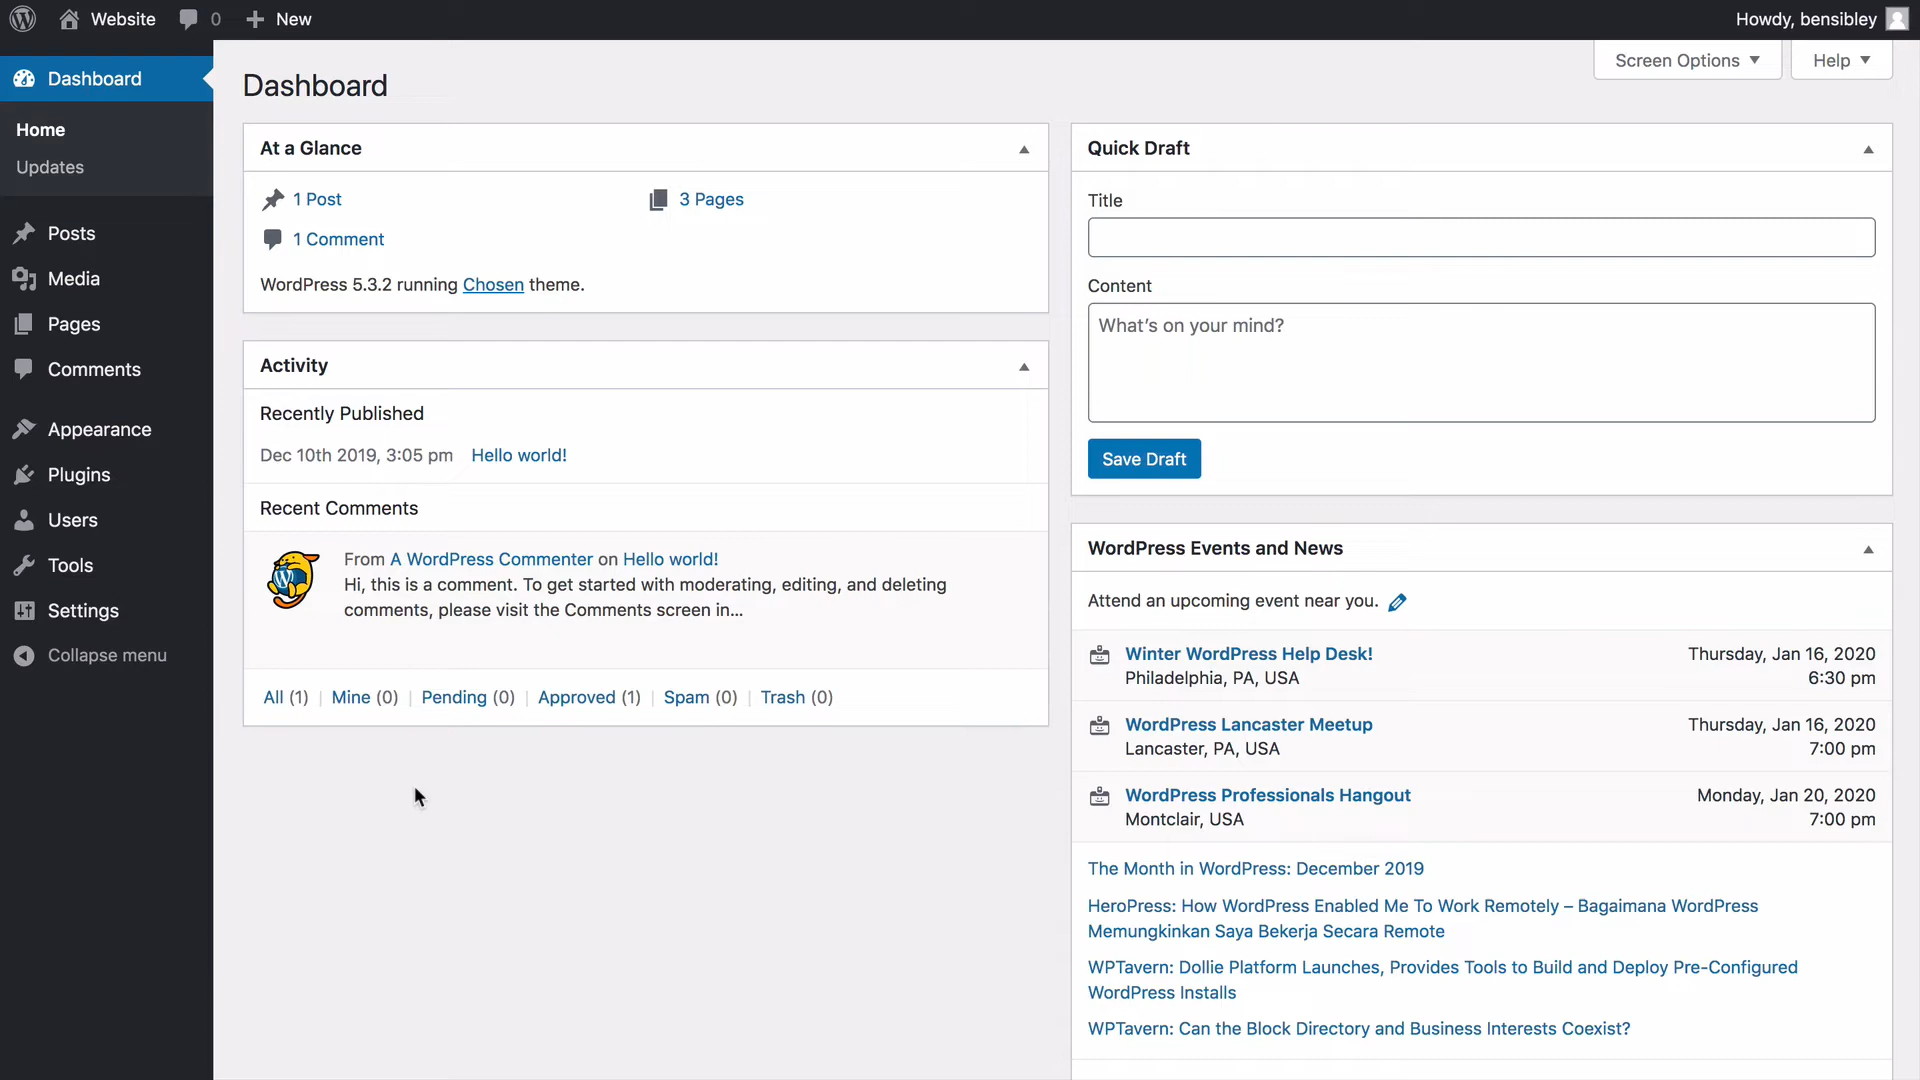 Website 0 New
Howdy, bensibley
Dashboard
Home
Updates
Posts
Media
Pages
Comments
Appearance
Plugins
Users
Tools
Settings
Collapse menu
Screen Options
Help
Dashboard
At a Glance
1 Post
3 Pages
1 Comment
WordPress 5.3.2 running Chosen theme.
Activity
Recently Published
Dec 10th 2019, 3:05 pm Hello world!
Recent Comments
From A WordPress Commenter on Hello world!
Hi, this is a comment. To get started with moderating, editing, and deleting
comments, please visit the Comments screen in…
All (1) | Mine (0) | Pending (0) | Approved (1) | Spam (0) | Trash (0)
Quick Draft
Title
Content
What’s on your mind?
Save Draft
WordPress Events and News
Attend an upcoming event near you.
Winter WordPress Help Desk! Thursday, Jan 16, 2020
Philadelphia, PA, USA 6:30 pm
WordPress Lancaster Meetup Thursday, Jan 16, 2020
Lancaster, PA, USA 7:00 pm
WordPress Professionals Hangout Monday, Jan 20, 2020
Montclair, USA 7:00 pm
The Month in WordPress: December 2019
HeroPress: How WordPress Enabled Me To Work Remotely – Bagaimana WordPress
Memungkinkan Saya Bekerja Secara Remote
WPTavern: Dollie Platform Launches, Provides Tools to Build and Deploy Pre-Configured
WordPress Installs
WPTavern: Can the Block Directory and Business Interests Coexist?